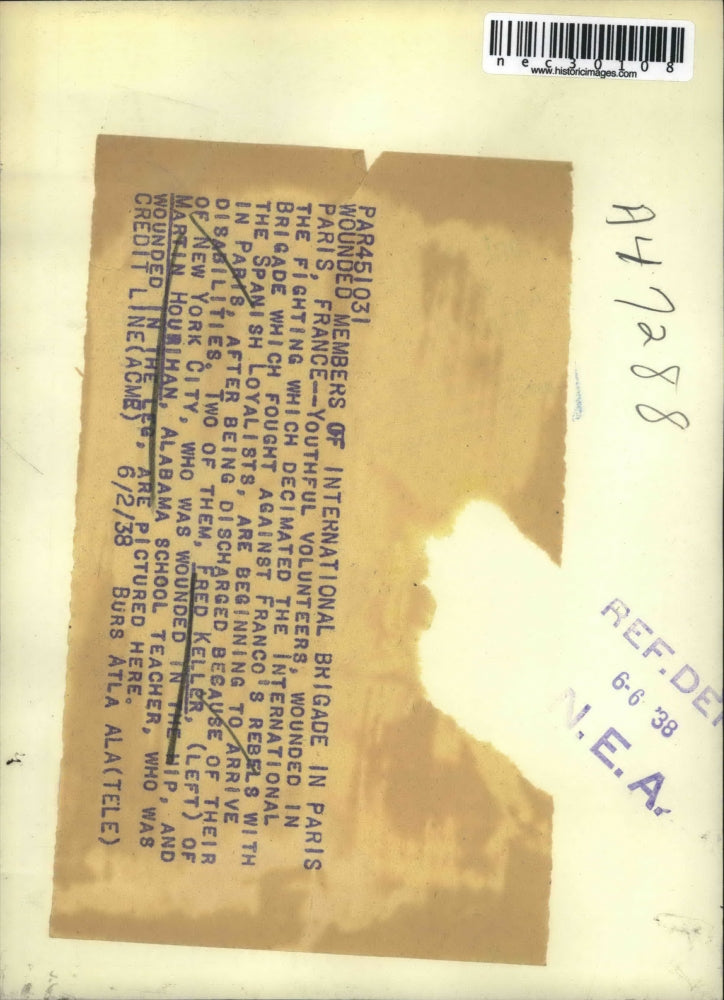 nec30108
www.historicimages.com
A47288
REF. DE
6-6 '38
N.E.A.
PAR451031
WOUNDED MEMBERS OF INTERNATIONAL BRIGADE IN PARIS
PARIS, FRANCE--YOUTHFUL VOLUNTEERS, WOUNDED IN
THE FIGHTING WHICH DECIMATED THE INTERNATIONAL
BRIGADE WHICH FOUGHT AGAINST FRANCO'S REBELS WITH
THE SPANISH LOYALISTS, ARE BEGINNING TO ARRIVE
IN PARIS, AFTER BEING DISCHARGED BECAUSE OF THEIR
DISABILITIES. TWO OF THEM, FRED KELLER, (LEFT) OF
OF NEW YORK CITY, WHO WAS WOUNDED IN THE HIP, AND
MARTIN HOURIHAN, ALABAMA SCHOOL TEACHER, WHO WAS
WOUNDED IN THE LEG, ARE PICTURED HERE.
CREDIT LINE(ACME) 6/2/38 BURS ATLA ALA(TELE)